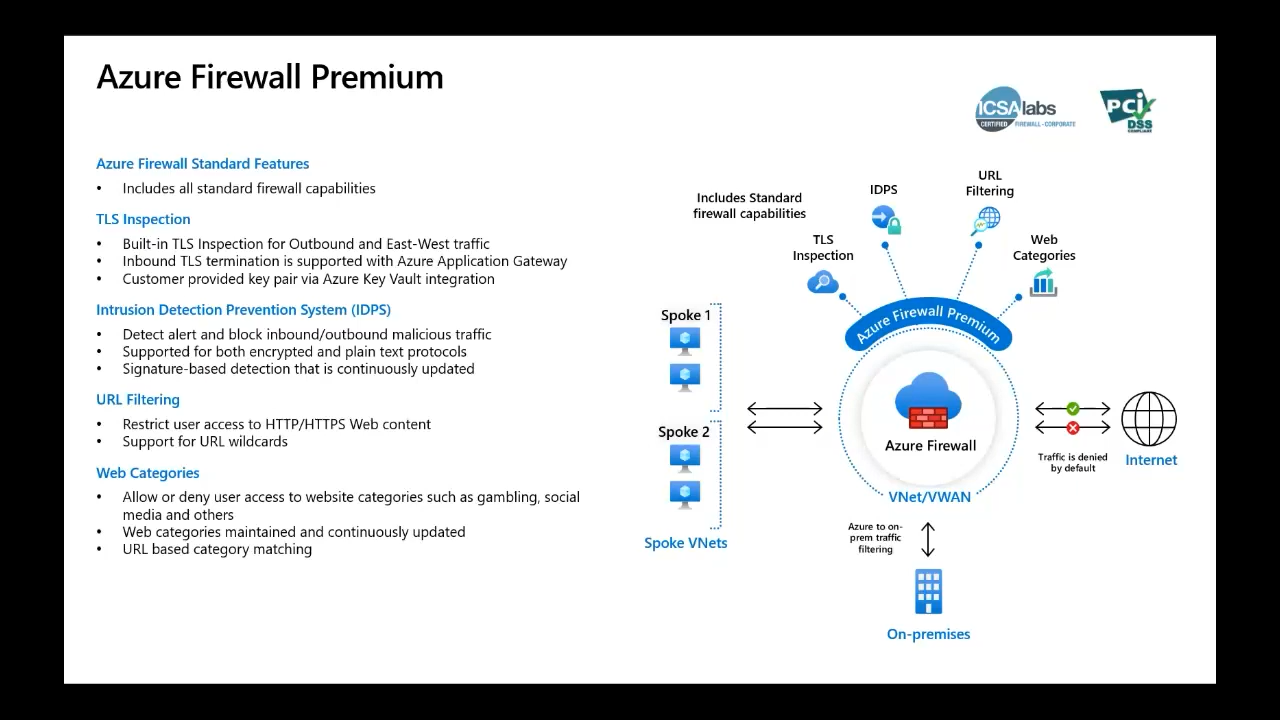 Azure Firewall Premium
ICSAlabs
CERTIFIED FIREWALL-CORPORATE
PCI
DSS
COMPLIANT
Azure Firewall Standard Features
• Includes all standard firewall capabilities
TLS Inspection
• Built-in TLS Inspection for Outbound and East-West traffic
• Inbound TLS termination is supported with Azure Application Gateway
• Customer provided key pair via Azure Key Vault integration
Intrusion Detection Prevention System (IDPS)
• Detect alert and block inbound/outbound malicious traffic
• Supported for both encrypted and plain text protocols
• Signature-based detection that is continuously updated
URL Filtering
• Restrict user access to HTTP/HTTPS Web content
• Support for URL wildcards
Web Categories
• Allow or deny user access to website categories such as gambling, social
media and others
• Web categories maintained and continuously updated
• URL based category matching
Includes Standard
firewall capabilities
TLS
Inspection
IDPS
URL
Filtering
Web
Categories
Azure Firewall Premium
Spoke 1
Spoke 2
Spoke VNets
Azure Firewall
VNet/VWAN
Traffic is denied
by default
Internet
Azure to on-
prem traffic
filtering
On-premises